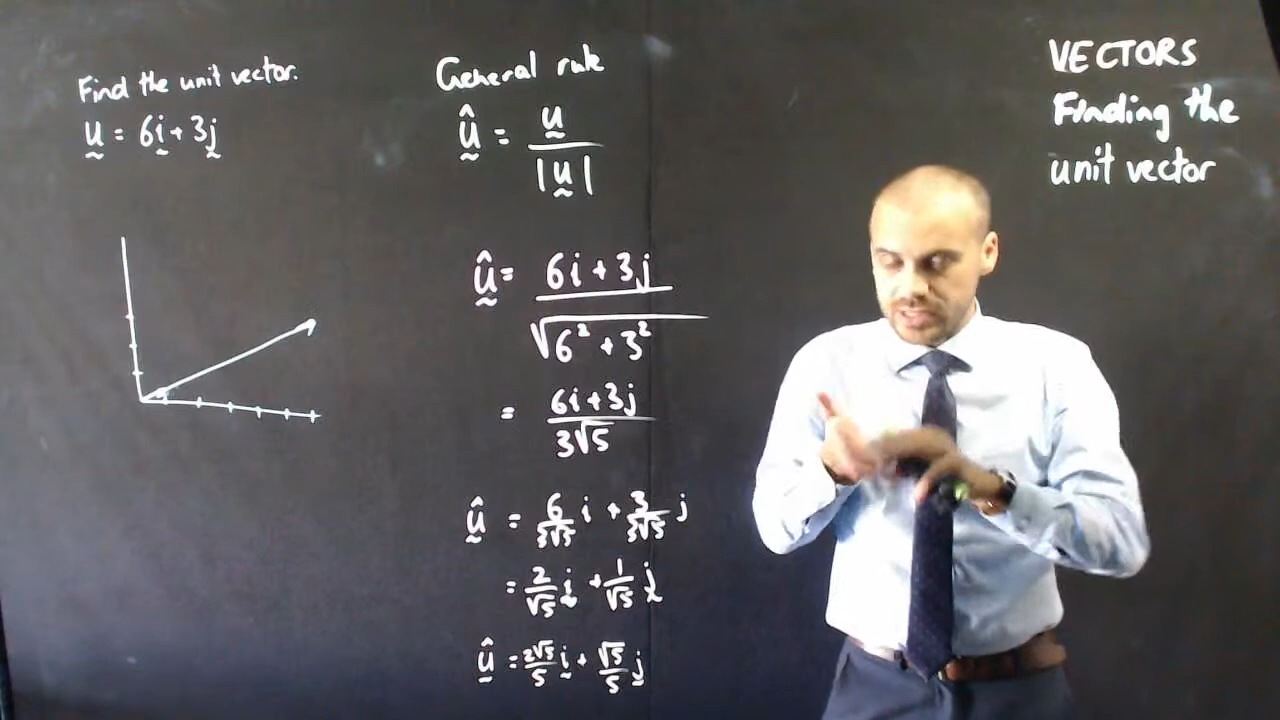 Find the unit vector.
ṵ = 6ḭ + 3j̰
General rule
ṵ̂ = ṵ / |ṵ|
ṵ̂ = (6i + 3j) / √(6² + 3²)
= (6i + 3j) / 3√5
ṵ̂ = 6/3√5 i + 3/3√5 j
= 2/√5 ḭ + 1/√5 j̰
ṵ̂ = 2√5/5 ḭ + √5/5 j̰
VECTORS
Finding the
unit vector